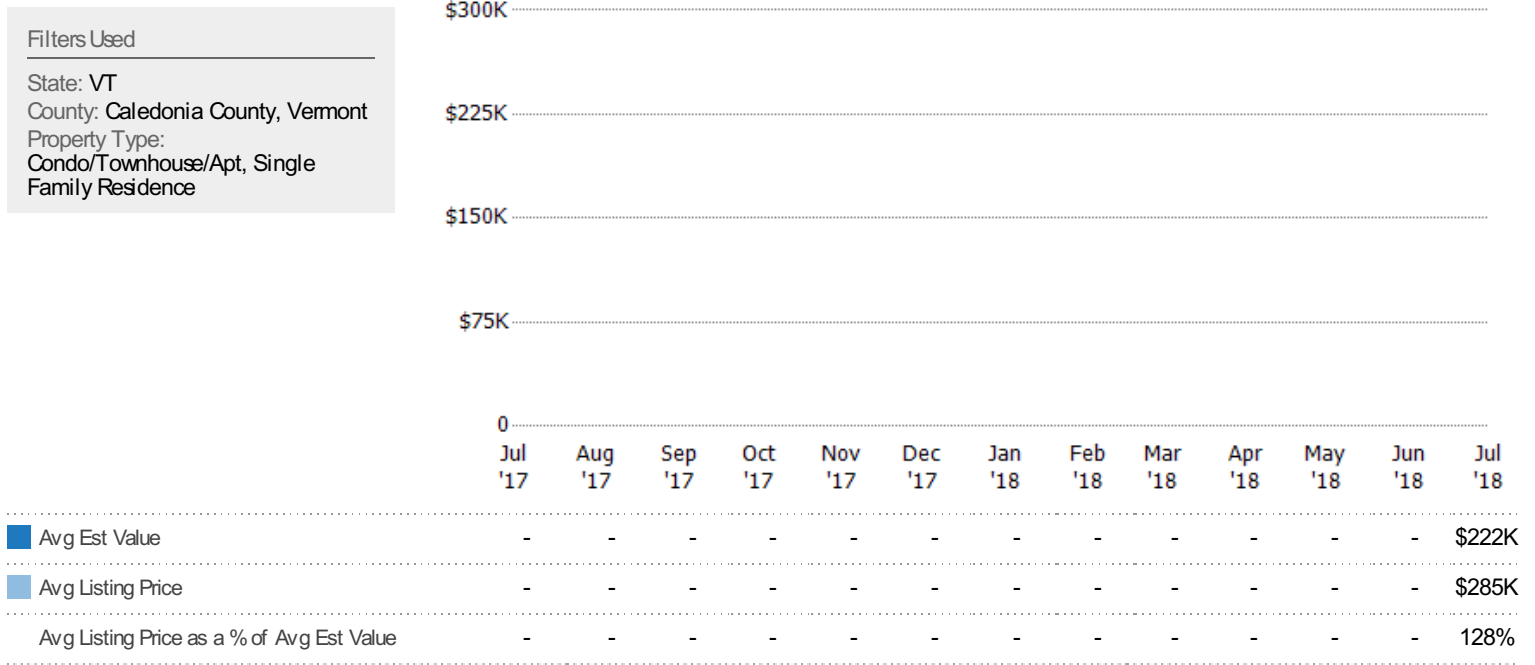 Filters Used
State: VT
County: Caledonia County, Vermont
Property Type:
Condo/Townhouse/Apt, Single
Family Residence
$300K
$225K
$150K
$75K
0
Jul Aug Sep Oct Nov Dec Jan Feb Mar Apr May Jun Jul
'17 '17 '17 '17 '17 '17 '18 '18 '18 '18 '18 '18 '18
Avg Est Value - - - - - - - - - - - - $222K
Avg Listing Price - - - - - - - - - - - - $285K
Avg Listing Price as a % of Avg Est Value - - - - - - - - - - - - 128%